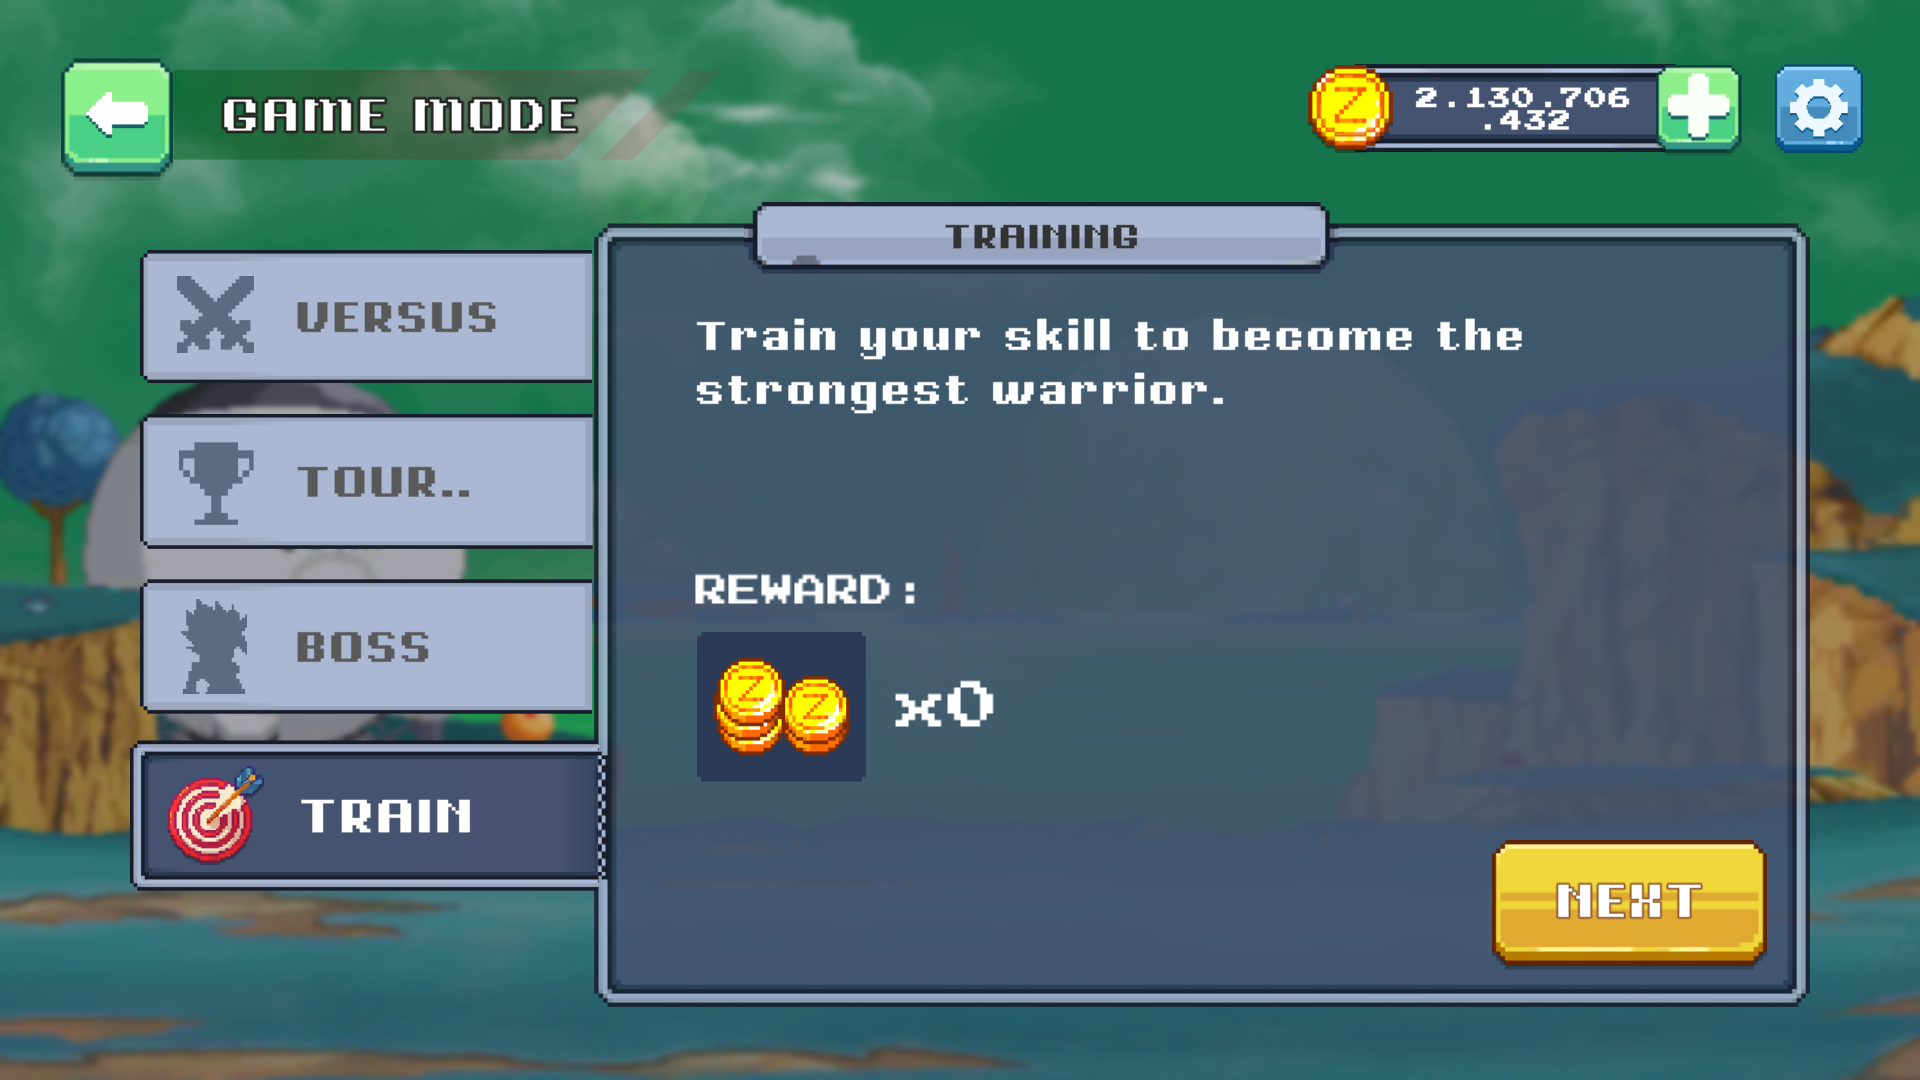 GAME MODE
2.130.706
.432
TRAINING
VERSUS
Train your skill to become the
strongest warrior.
TOUR..
REWARD:
BOSS
x0
TRAIN
NEXT